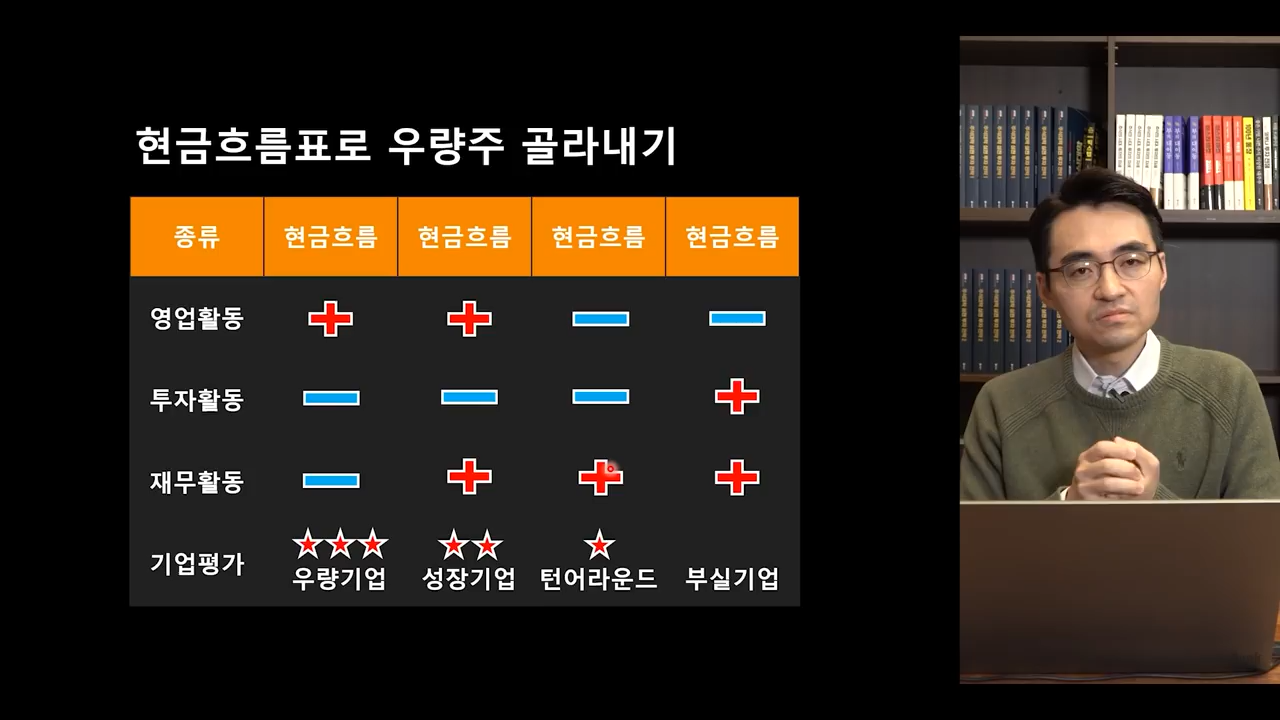 현금흐름표로 우량주 골라내기
종류 현금흐름 현금흐름 현금흐름 현금흐름
영업활동 + + - -
투자활동 - - - +
재무활동 - + + +
기업평가 ★★★ 우량기업 ★★ 성장기업 ★ 턴어라운드 부실기업